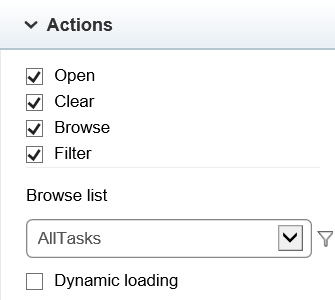 Actions
Open
Clear
Browse
Filter
Browse list
AllTasks
Dynamic loading